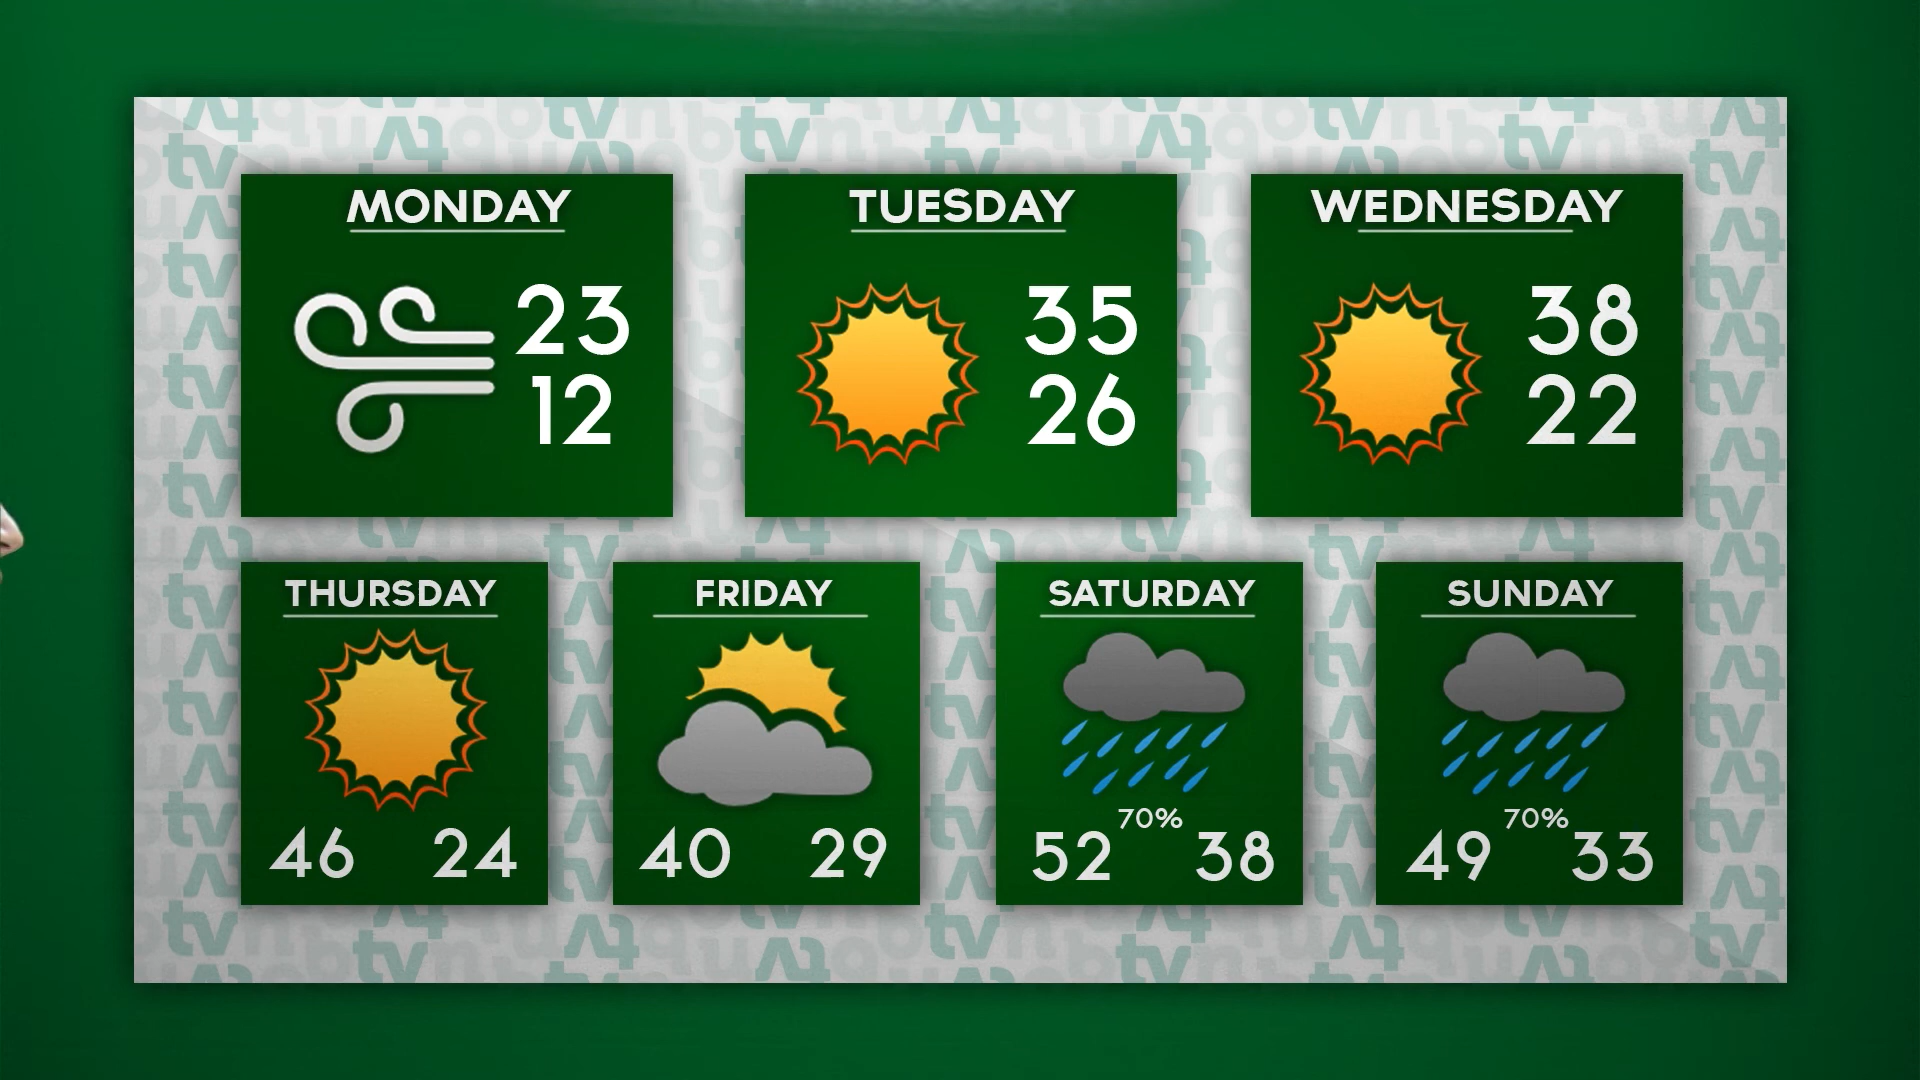 MONDAY
23
12
TUESDAY
35
26
WEDNESDAY
38
22
THURSDAY
46 24
FRIDAY
40 29
SATURDAY
70%
52 38
SUNDAY
70%
49 33